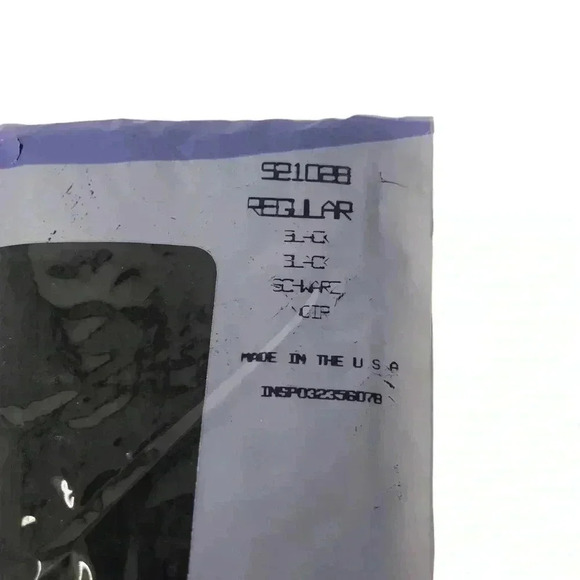 921028
REGULAR
BLACK
BLACK
SCHWARZ
MADE IN THE U S A
INSP032356078